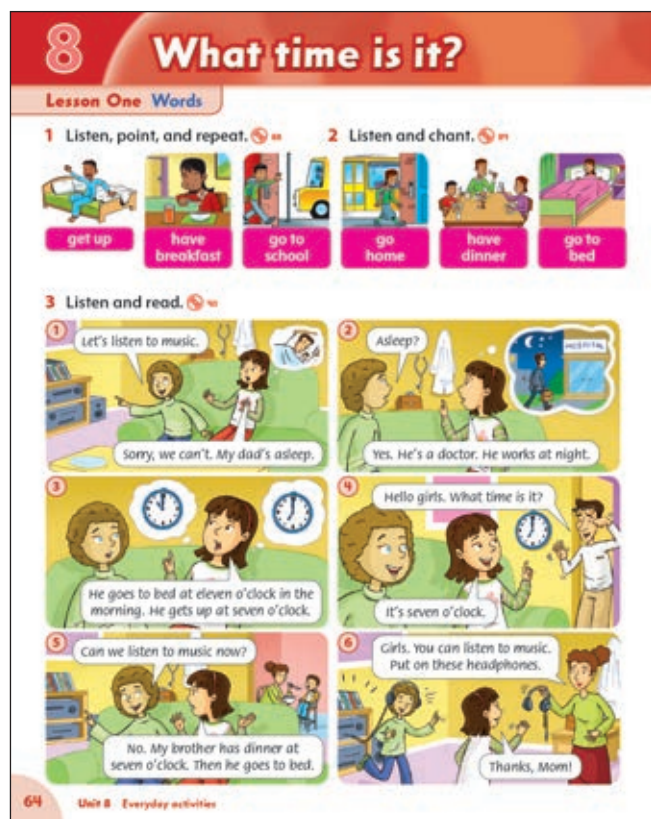 8 What time is it?
Lesson One Words
1 Listen, point, and repeat. 88
2 Listen and chant. 89
get up
have
breakfast
go to
school
go
home
have
dinner
go to
bed
3 Listen and read. 90
1
Let's listen to music.
Sorry, we can't. My dad's asleep.
2
Asleep?
HOSPITAL
Yes. He's a doctor. He works at night.
3
He goes to bed at eleven o'clock in the
morning. He gets up at seven o'clock.
4
Hello girls. What time is it?
It's seven o'clock.
5
Can we listen to music now?
No. My brother has dinner at
seven o'clock. Then he goes to bed.
6
Girls. You can listen to music.
Put on these headphones.
Thanks, Mom!
64 Unit 8 Everyday activities